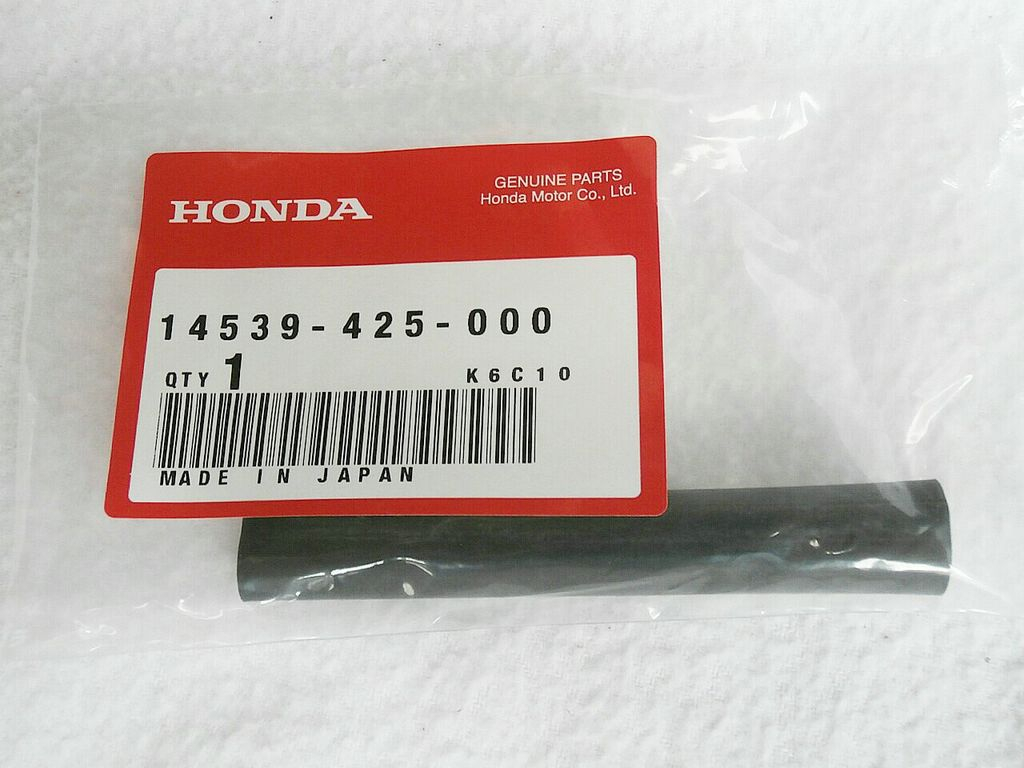 HONDA
GENUINE PARTS
Honda Motor Co., Ltd.
14539-425-000
QTY 1 K6C10
MADE IN JAPAN